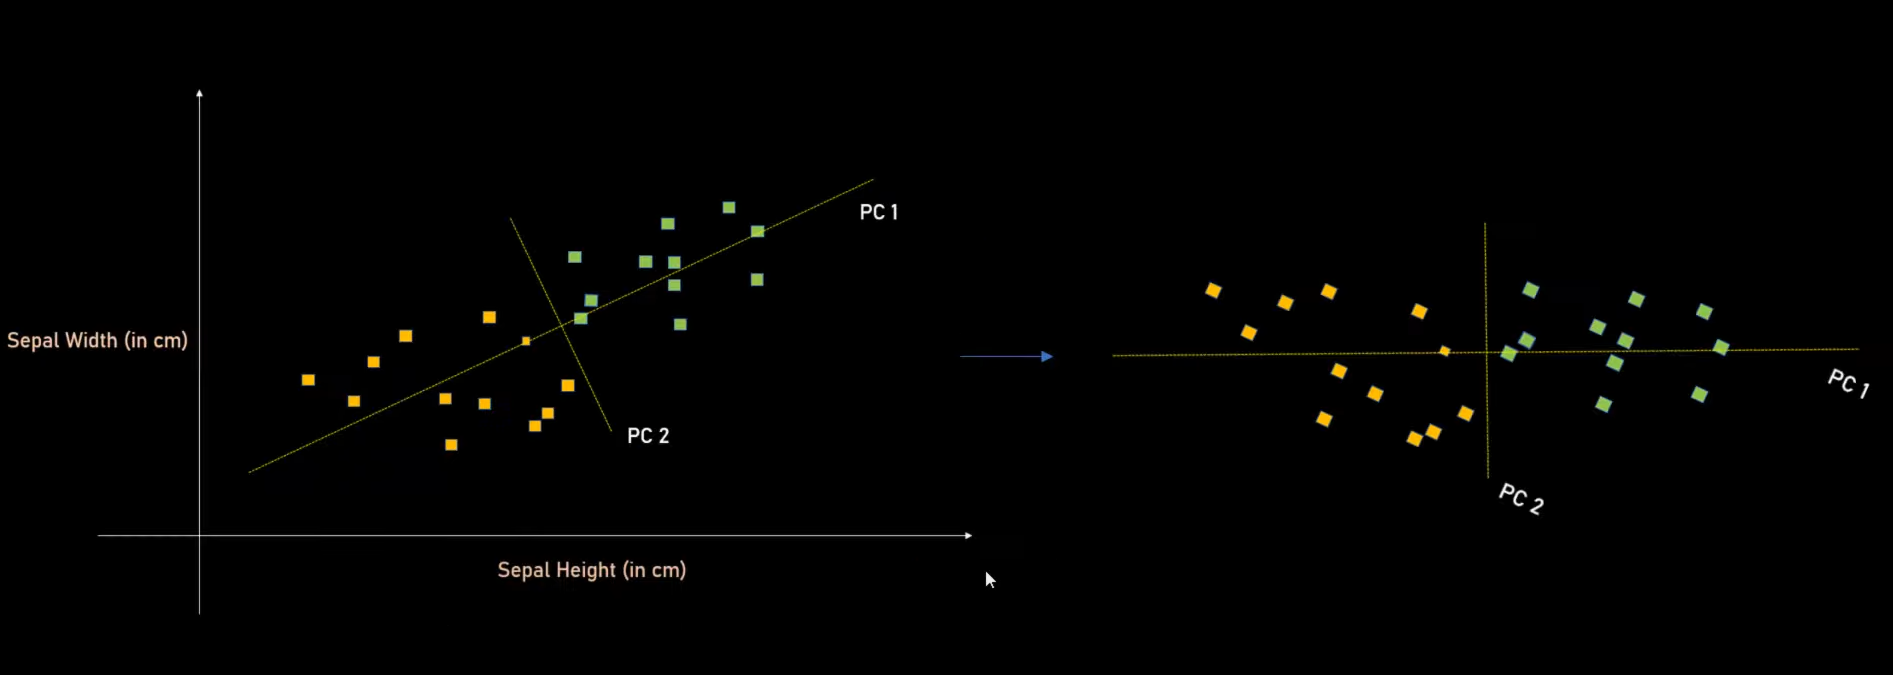 PC 1
Sepal Width (in cm)
PC 2
Sepal Height (in cm)
PC 1
PC 2